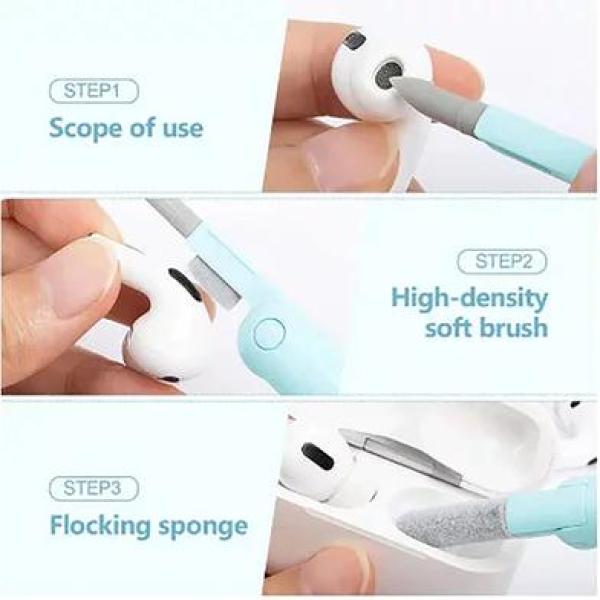 STEP1
Scope of use
STEP2
High-density
soft brush
STEP3
Flocking sponge